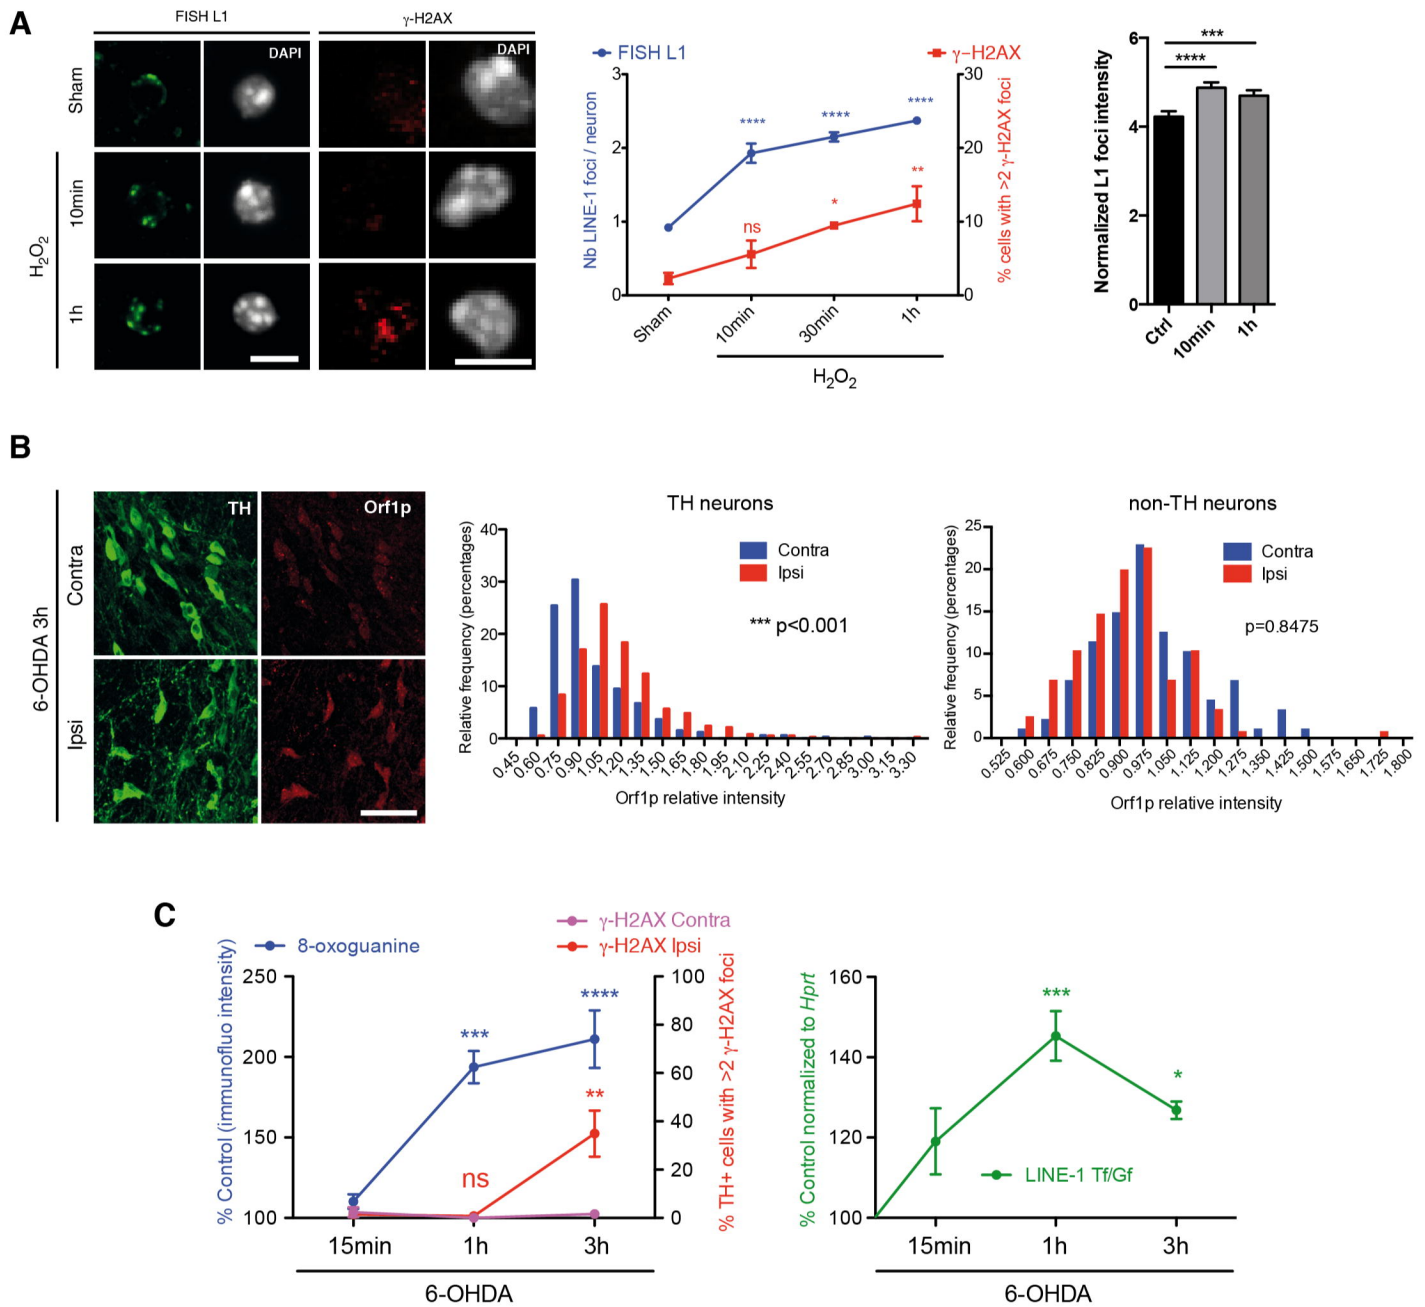 A
FISH L1
γ-H2AX
DAPI
DAPI
Sham
10min
1h
H2O2
FISH L1
γ-H2AX
Nb LINE-1 foci / neuron
% cells with >2 γ-H2AX foci
3
2
1
0
30
20
10
0
****
****
****
ns
*
**
Sham
10min
30min
1h
H2O2
Normalized L1 foci intensity
6
4
2
0
***
****
Ctrl
10min
1h
B
6-OHDA 3h
Contra
Ipsi
TH
Orf1p
TH neurons
Relative frequency (percentages)
40
30
20
10
0
Contra
Ipsi
*** p<0.001
0.45 0.60 0.75 0.90 1.05 1.20 1.35 1.50 1.65 1.80 1.95 2.10 2.25 2.40 2.55 2.70 2.85 3.00 3.15 3.30
Orf1p relative intensity
non-TH neurons
Relative frequency (percentages)
25
20
15
10
5
0
Contra
Ipsi
p=0.8475
0.525 0.600 0.675 0.750 0.825 0.900 0.975 1.050 1.125 1.200 1.275 1.350 1.425 1.500 1.575 1.650 1.725 1.800
Orf1p relative intensity
C
8-oxoguanine
γ-H2AX Contra
γ-H2AX Ipsi
% Control (immunofluo intensity)
250
200
150
100
% TH+ cells with >2 γ-H2AX foci
100
80
60
40
20
0
***
****
ns
**
15min
1h
3h
6-OHDA
% Control normalized to Hprt
160
140
120
100
***
*
LINE-1 Tf/Gf
15min
1h
3h
6-OHDA